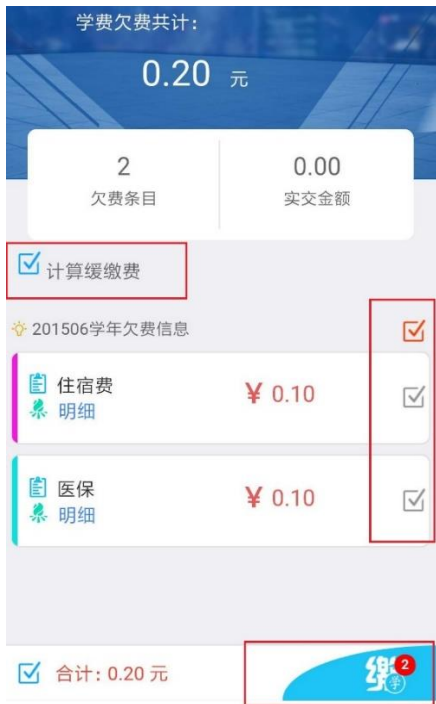 学费欠费共计：
0.20 元
2
0.00
欠费条目
实交金额
计算缓缴费
201506学年欠费信息
住宿费
¥ 0.10
明细
医保
¥ 0.10
明细
合计：0.20 元
缴
学
2